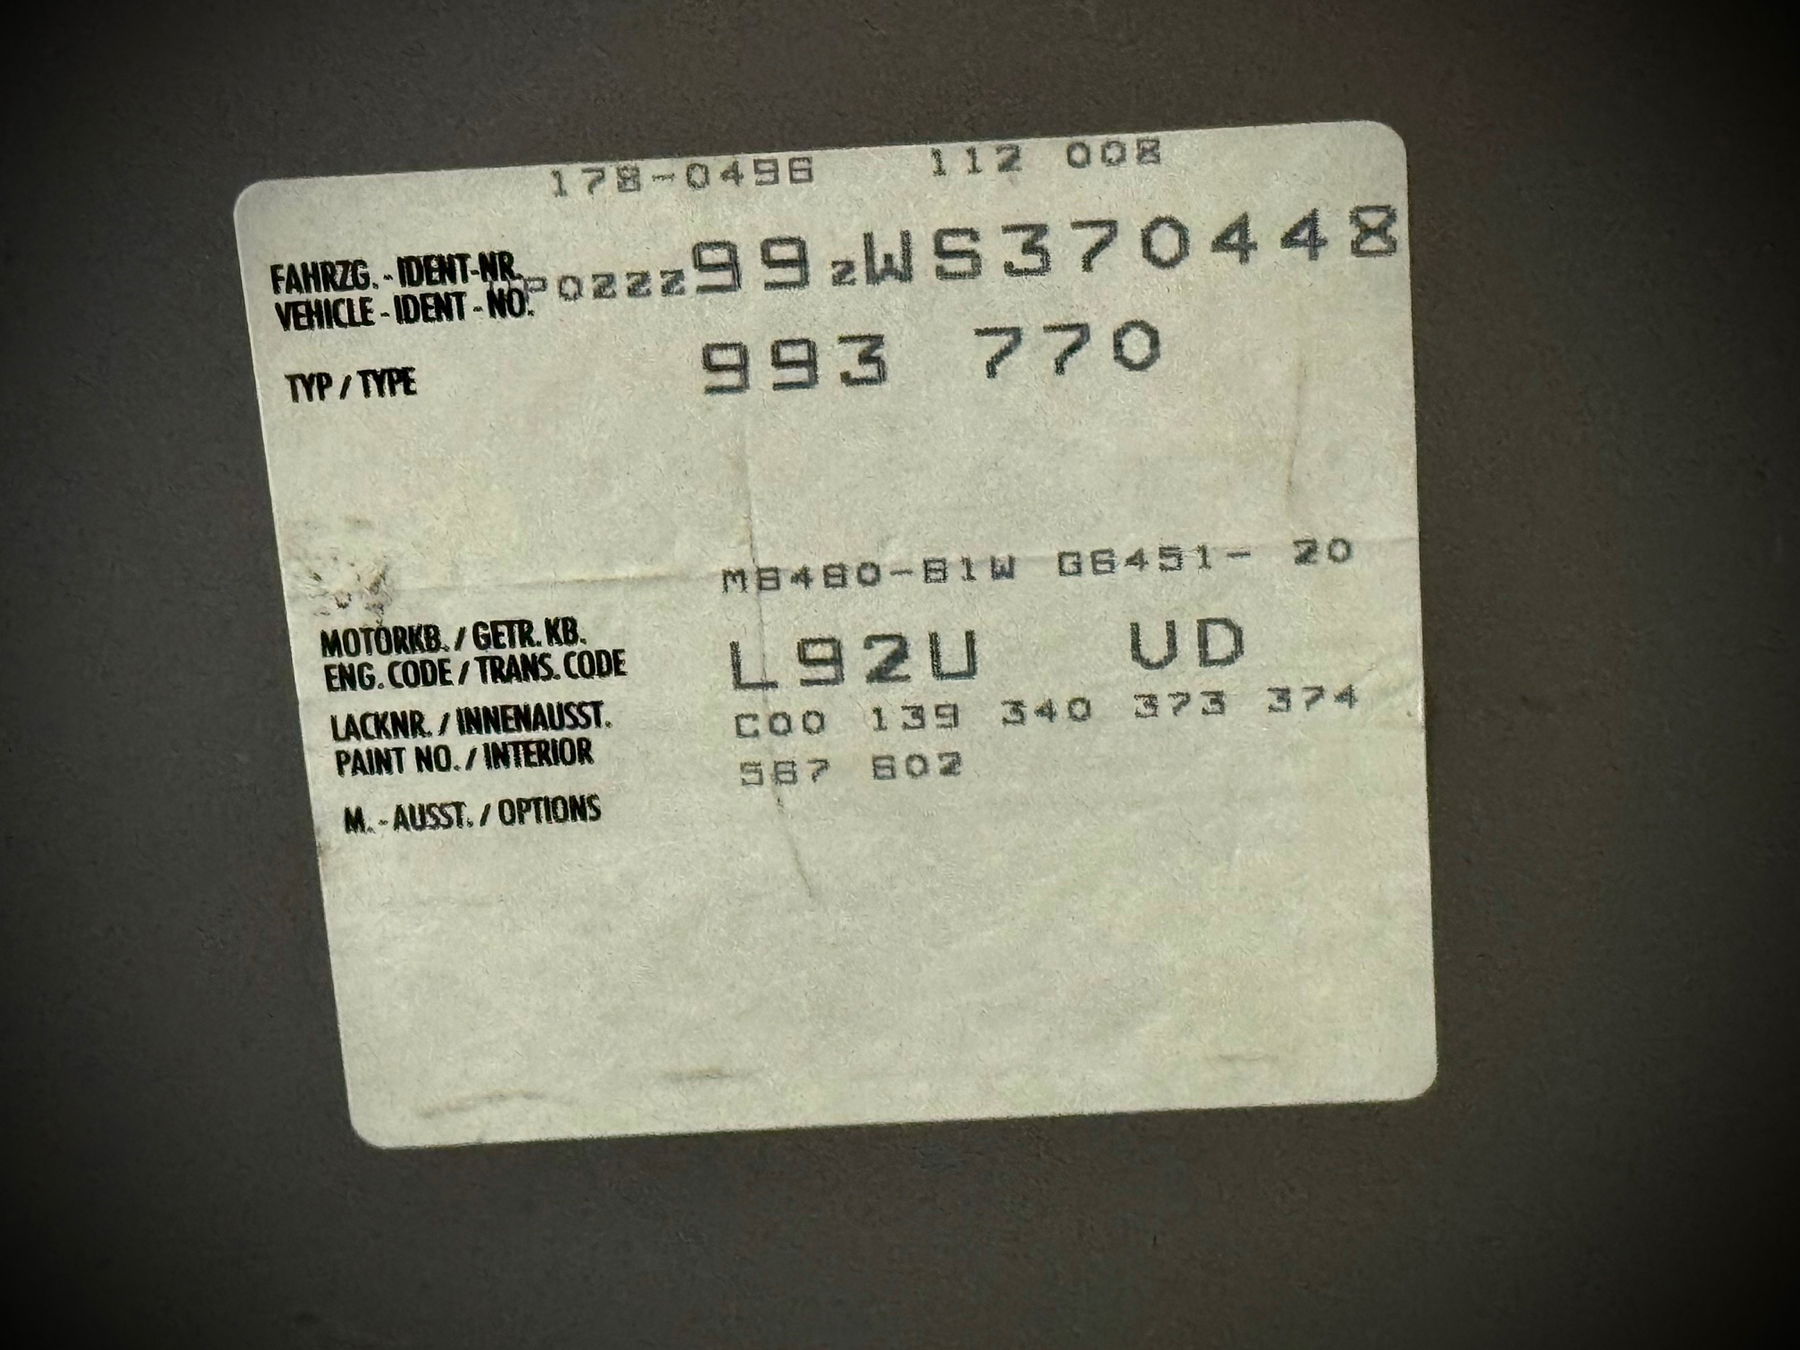 178-0496 112 008
FAHRZG. - IDENT-NR.
VEHICLE - IDENT - NO. WP0ZZZ99ZWS370448
TYP / TYPE 993 770
M6480-61W G6451- 20
MOTORKB. / GETR. KB.
ENG. CODE / TRANS. CODE L92U UD
LACKNR. / INNENAUSST. C00 139 340 373 374
PAINT NO. / INTERIOR 567 602
M. - AUSST. / OPTIONS